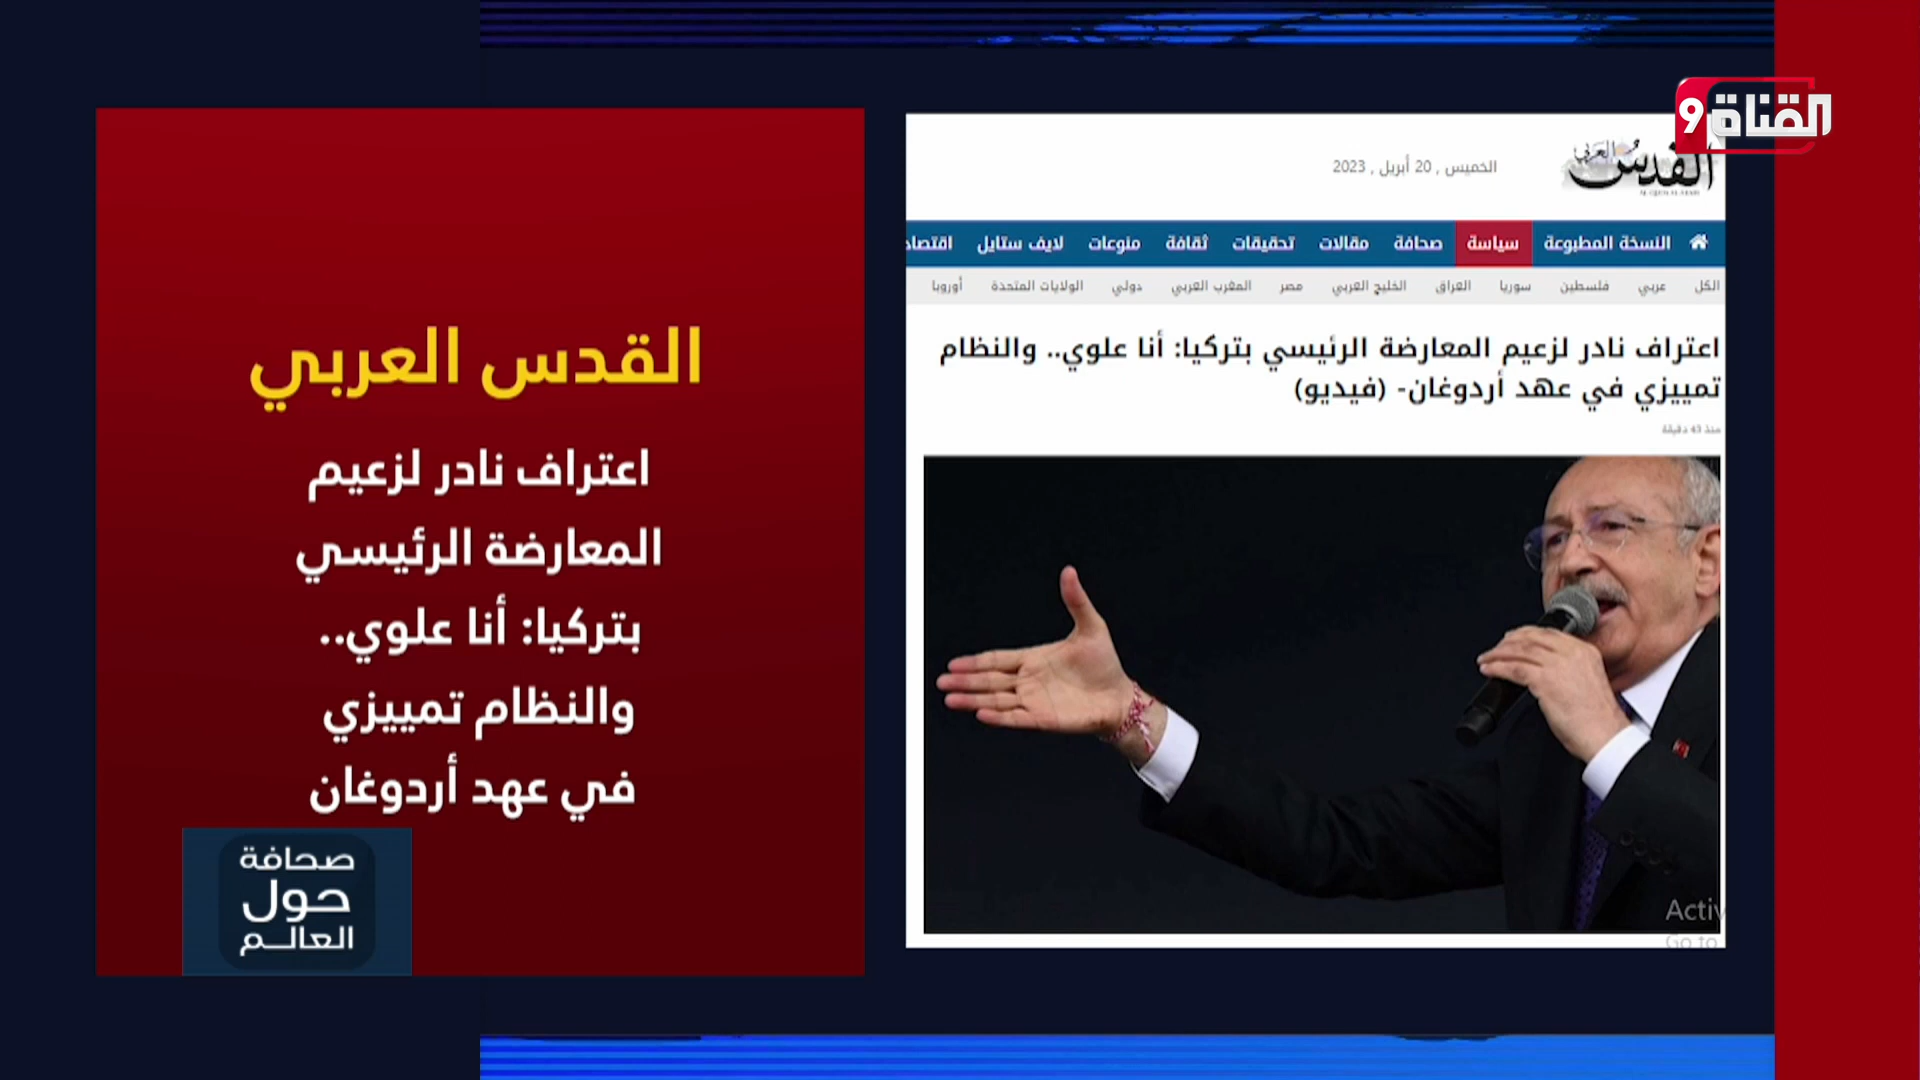 القناة 9
القدس العربي
اعتراف نادر لزعيم
المعارضة الرئيسي
بتركيا: أنا علوي..
والنظام تمييزي
في عهد أردوغان
صحافة
حول
العالم
القدس العربي
الخميس , 20 أبريل , 2023
النسخة المطبوعة سياسة صحافة مقالات تحقيقات ثقافة منوعات لايف ستايل اقتصاد
الكل عربي فلسطين سوريا العراق الخليج العربي مصر المغرب العربي دولي الولايات المتحدة أوروبا
اعتراف نادر لزعيم المعارضة الرئيسي بتركيا: أنا علوي.. والنظام
تمييزي في عهد أردوغان- (فيديو)
منذ 43 دقيقة
Activ
Go to